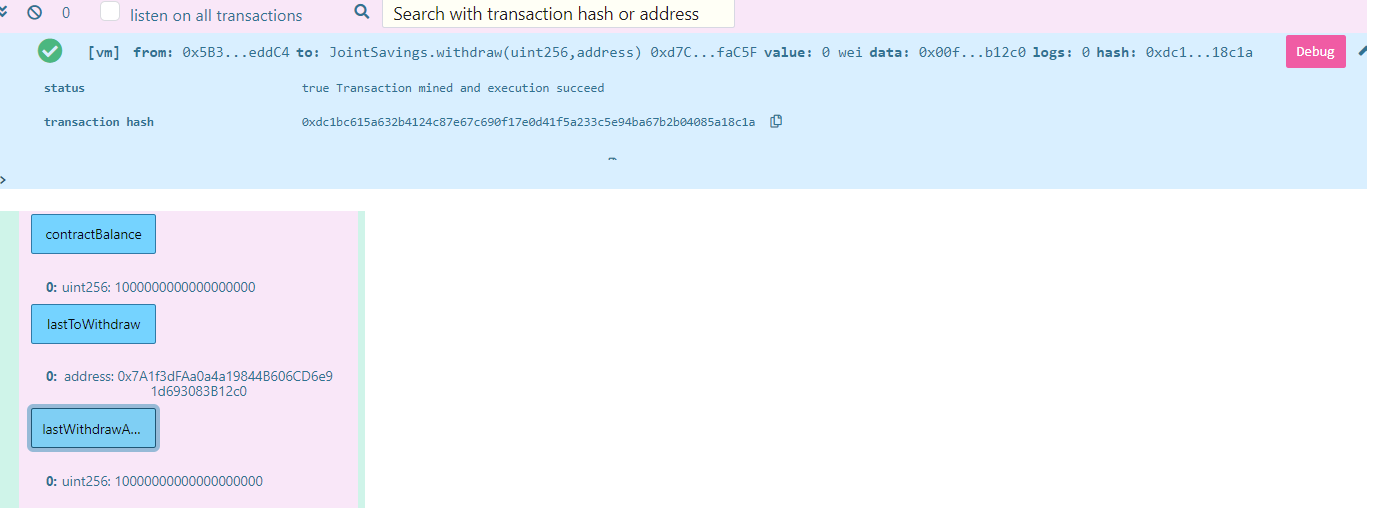 0 listen on all transactions Search with transaction hash or address
[vm] from: 0x5B3...eddC4 to: JointSavings.withdraw(uint256,address) 0xd7C...faC5F value: 0 wei data: 0x00f...b12c0 logs: 0 hash: 0xdc1...18c1a Debug
status true Transaction mined and execution succeed
transaction hash 0xdc1bc615a632b4124c87e67c690f17e0d41f5a233c5e94ba67b2b04085a18c1a
>
contractBalance
0: uint256: 1000000000000000000
lastToWithdraw
0: address: 0x7A1f3dFAa0a4a19844B606CD6e9
1d693083B12c0
lastWithdrawA...
0: uint256: 10000000000000000000